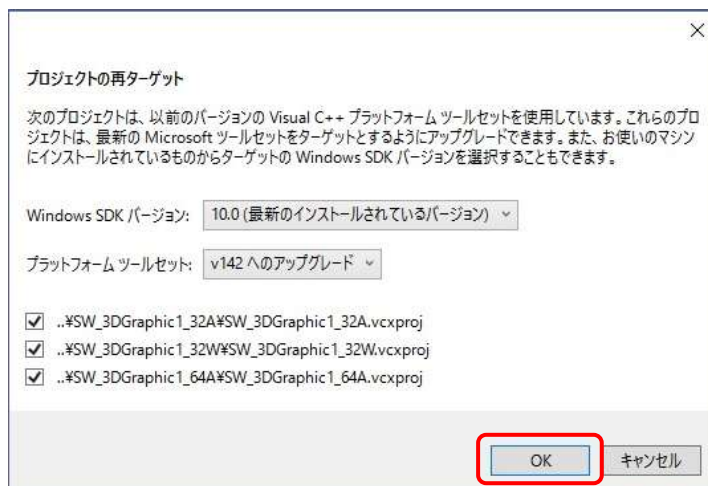 プロジェクトの再ターゲット
次のプロジェクトは、以前のバージョンの Visual C++ プラットフォーム ツールセットを使用しています。これらのプロ
ジェクトは、最新の Microsoft ツールセットをターゲットとするようにアップグレードできます。また、お使いのマシン
にインストールされているものからターゲットの Windows SDK バージョンを選択することもできます。
Windows SDK バージョン: 10.0 (最新のインストールされているバージョン)
プラットフォーム ツールセット: v142 へのアップグレード
..¥SW_3DGraphic1_32A¥SW_3DGraphic1_32A.vcxproj
..¥SW_3DGraphic1_32W¥SW_3DGraphic1_32W.vcxproj
..¥SW_3DGraphic1_64A¥SW_3DGraphic1_64A.vcxproj
OK キャンセル